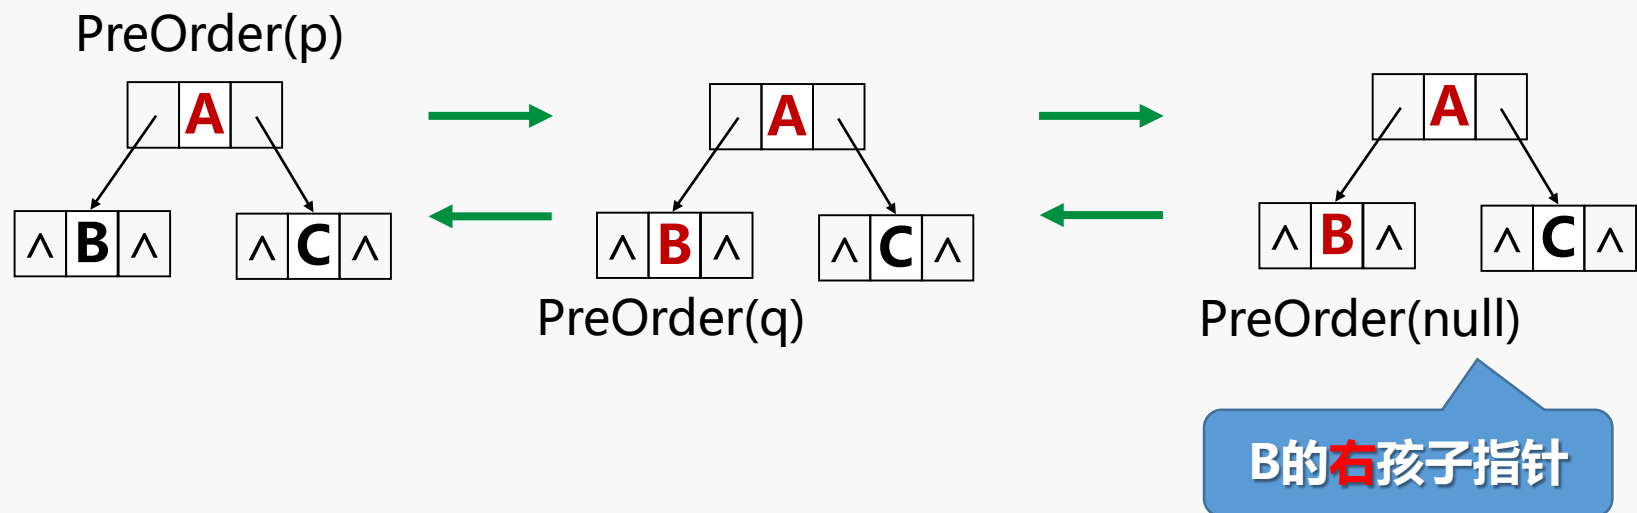 PreOrder(p)
A
∧ B ∧
∧ C ∧
A
∧ B ∧
∧ C ∧
PreOrder(q)
A
∧ B ∧
∧ C ∧
PreOrder(null)
B的右孩子指针